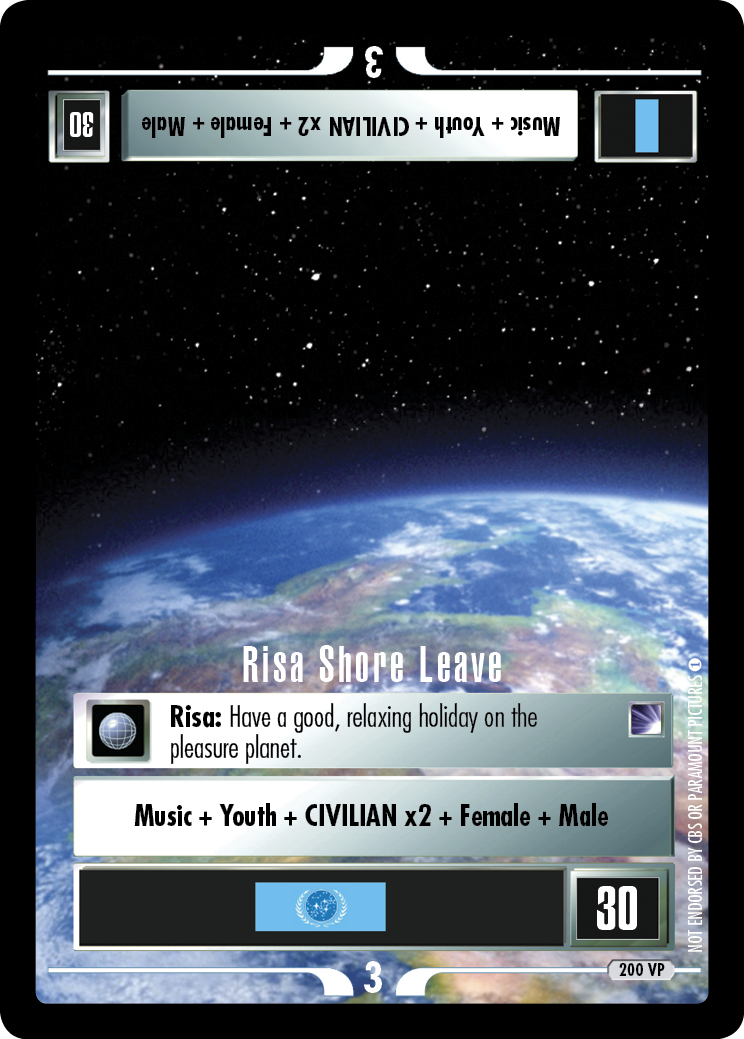 3
30
Music + Youth + CIVILIAN x2 + Female + Male
Risa Shore Leave
Risa: Have a good, relaxing holiday on the
pleasure planet.
Music + Youth + CIVILIAN x2 + Female + Male
30
3
200 VP
NOT ENDORSED BY CBS OR PARAMOUNT PICTURES